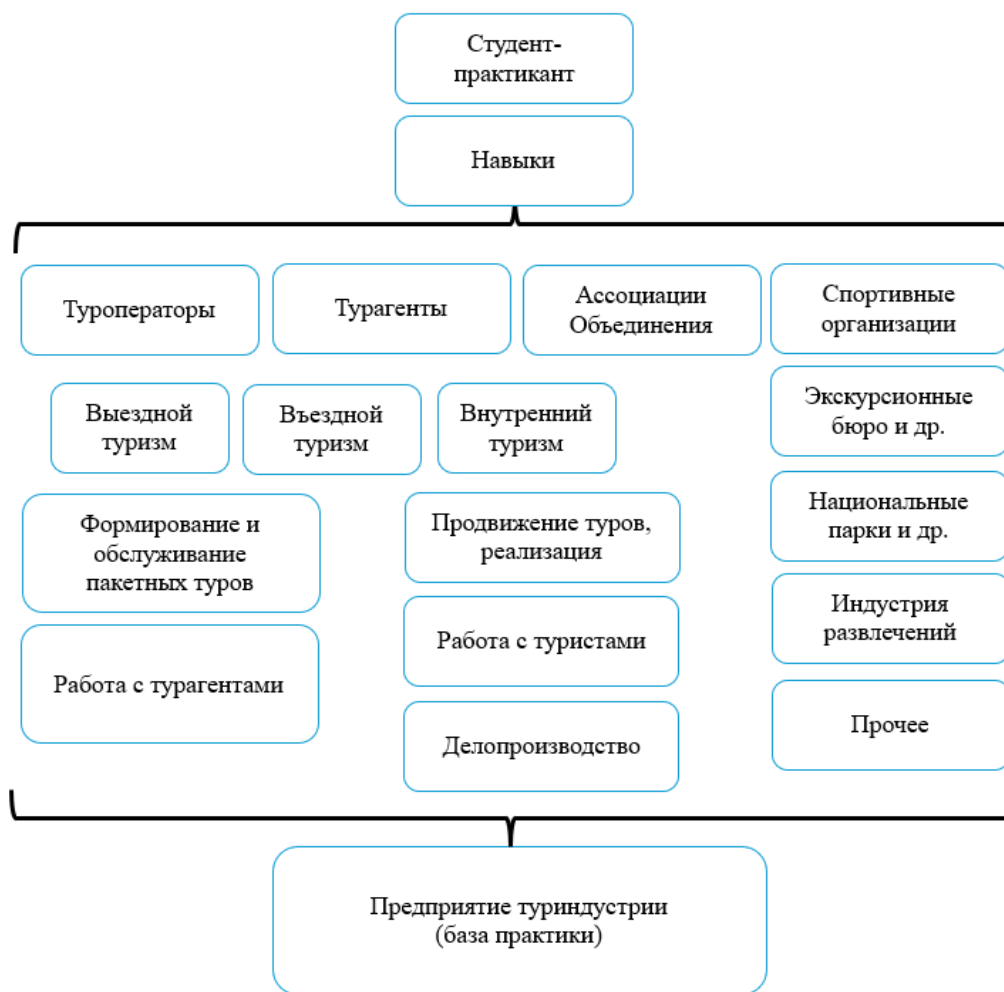 Студент-
практикант
Навыки
Туроператоры
Турагенты
Ассоциации
Объединения
Спортивные
организации
Выездной
туризм
Въездной
туризм
Внутренний
туризм
Экскурсионные
бюро и др.
Формирование и
обслуживание
пакетных туров
Продвижение туров,
реализация
Национальные
парки и др.
Работа с турагентами
Работа с туристами
Индустрия
развлечений
Делопроизводство
Прочее
Предприятие туриндустрии
(база практики)